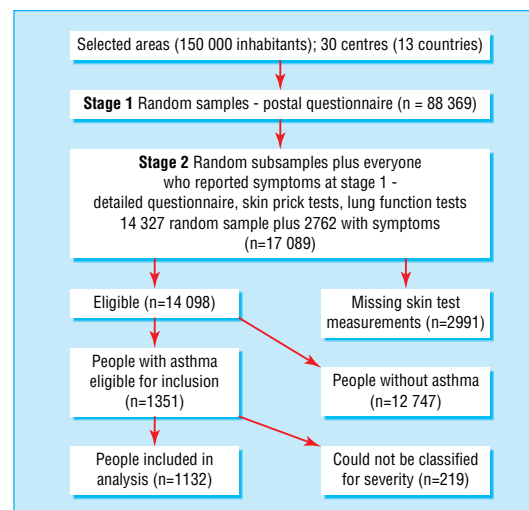 Selected areas (150 000 inhabitants); 30 centres (13 countries)
Stage 1 Random samples - postal questionnaire (n = 88 369)
Stage 2 Random subsamples plus everyone
who reported symptoms at stage 1 -
detailed questionnaire, skin prick tests, lung function tests
14 327 random sample plus 2762 with symptoms
(n=17 089)
Eligible (n=14 098)
Missing skin test
measurements (n=2991)
People with asthma
eligible for inclusion
(n=1351)
People without asthma
(n=12 747)
People included in
analysis (n=1132)
Could not be classified
for severity (n=219)